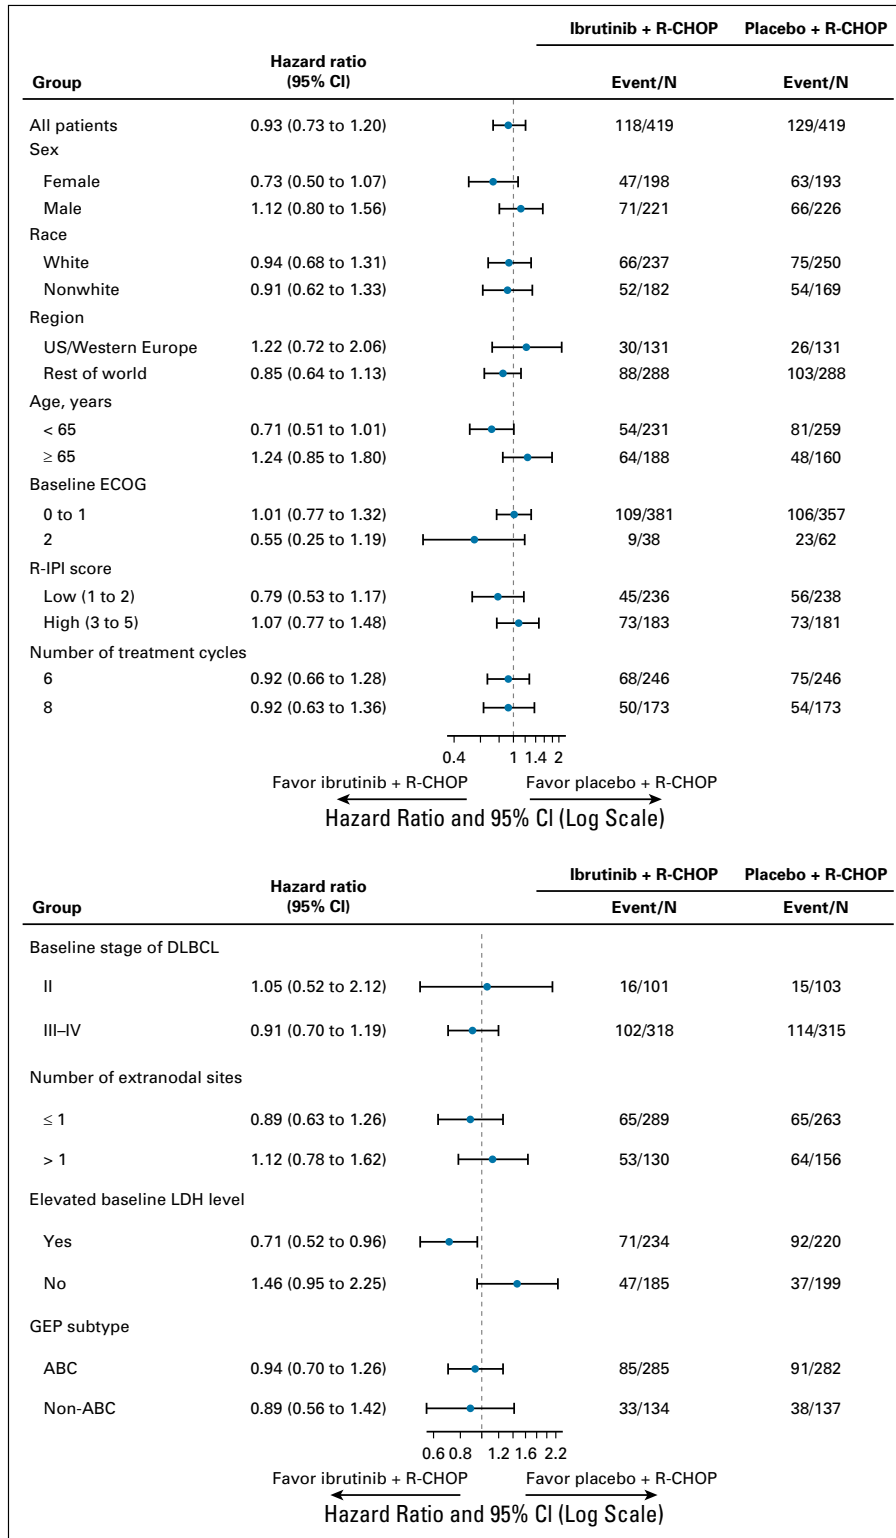 Ibrutinib + R-CHOP Placebo + R-CHOP
Group Hazard ratio (95% CI) Event/N Event/N
All patients 0.93 (0.73 to 1.20) 118/419 129/419
Sex
Female 0.73 (0.50 to 1.07) 47/198 63/193
Male 1.12 (0.80 to 1.56) 71/221 66/226
Race
White 0.94 (0.68 to 1.31) 66/237 75/250
Nonwhite 0.91 (0.62 to 1.33) 52/182 54/169
Region
US/Western Europe 1.22 (0.72 to 2.06) 30/131 26/131
Rest of world 0.85 (0.64 to 1.13) 88/288 103/288
Age, years
< 65 0.71 (0.51 to 1.01) 54/231 81/259
≥ 65 1.24 (0.85 to 1.80) 64/188 48/160
Baseline ECOG
0 to 1 1.01 (0.77 to 1.32) 109/381 106/357
2 0.55 (0.25 to 1.19) 9/38 23/62
R-IPI score
Low (1 to 2) 0.79 (0.53 to 1.17) 45/236 56/238
High (3 to 5) 1.07 (0.77 to 1.48) 73/183 73/181
Number of treatment cycles
6 0.92 (0.66 to 1.28) 68/246 75/246
8 0.92 (0.63 to 1.36) 50/173 54/173
0.4 1 1.4 2
Favor ibrutinib + R-CHOP Favor placebo + R-CHOP
Hazard Ratio and 95% CI (Log Scale)
Ibrutinib + R-CHOP Placebo + R-CHOP
Group Hazard ratio (95% CI) Event/N Event/N
Baseline stage of DLBCL
II 1.05 (0.52 to 2.12) 16/101 15/103
III–IV 0.91 (0.70 to 1.19) 102/318 114/315
Number of extranodal sites
≤ 1 0.89 (0.63 to 1.26) 65/289 65/263
> 1 1.12 (0.78 to 1.62) 53/130 64/156
Elevated baseline LDH level
Yes 0.71 (0.52 to 0.96) 71/234 92/220
No 1.46 (0.95 to 2.25) 47/185 37/199
GEP subtype
ABC 0.94 (0.70 to 1.26) 85/285 91/282
Non-ABC 0.89 (0.56 to 1.42) 33/134 38/137
0.6 0.8 1.2 1.6 2.2
Favor ibrutinib + R-CHOP Favor placebo + R-CHOP
Hazard Ratio and 95% CI (Log Scale)